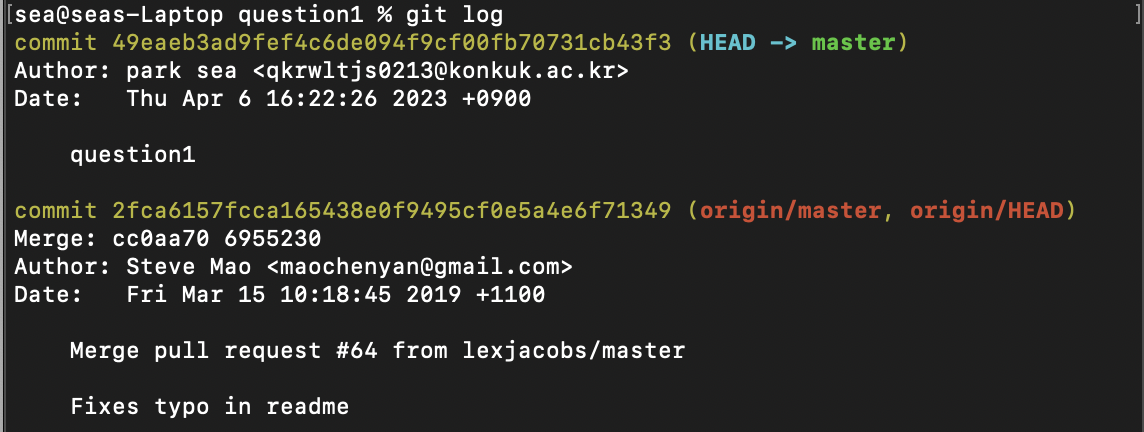 [sea@seas-Laptop question1 % git log ]
commit 49eaeb3ad9fef4c6de094f9cf00fb70731cb43f3 (HEAD -> master)
Author: park sea <qkrwltjs0213@konkuk.ac.kr>
Date:   Thu Apr 6 16:22:26 2023 +0900
question1
commit 2fca6157fcca165438e0f9495cf0e5a4e6f71349 (origin/master, origin/HEAD)
Merge: cc0aa70 6955230
Author: Steve Mao <maochenyan@gmail.com>
Date:   Fri Mar 15 10:18:45 2019 +1100
Merge pull request #64 from lexjacobs/master
Fixes typo in readme